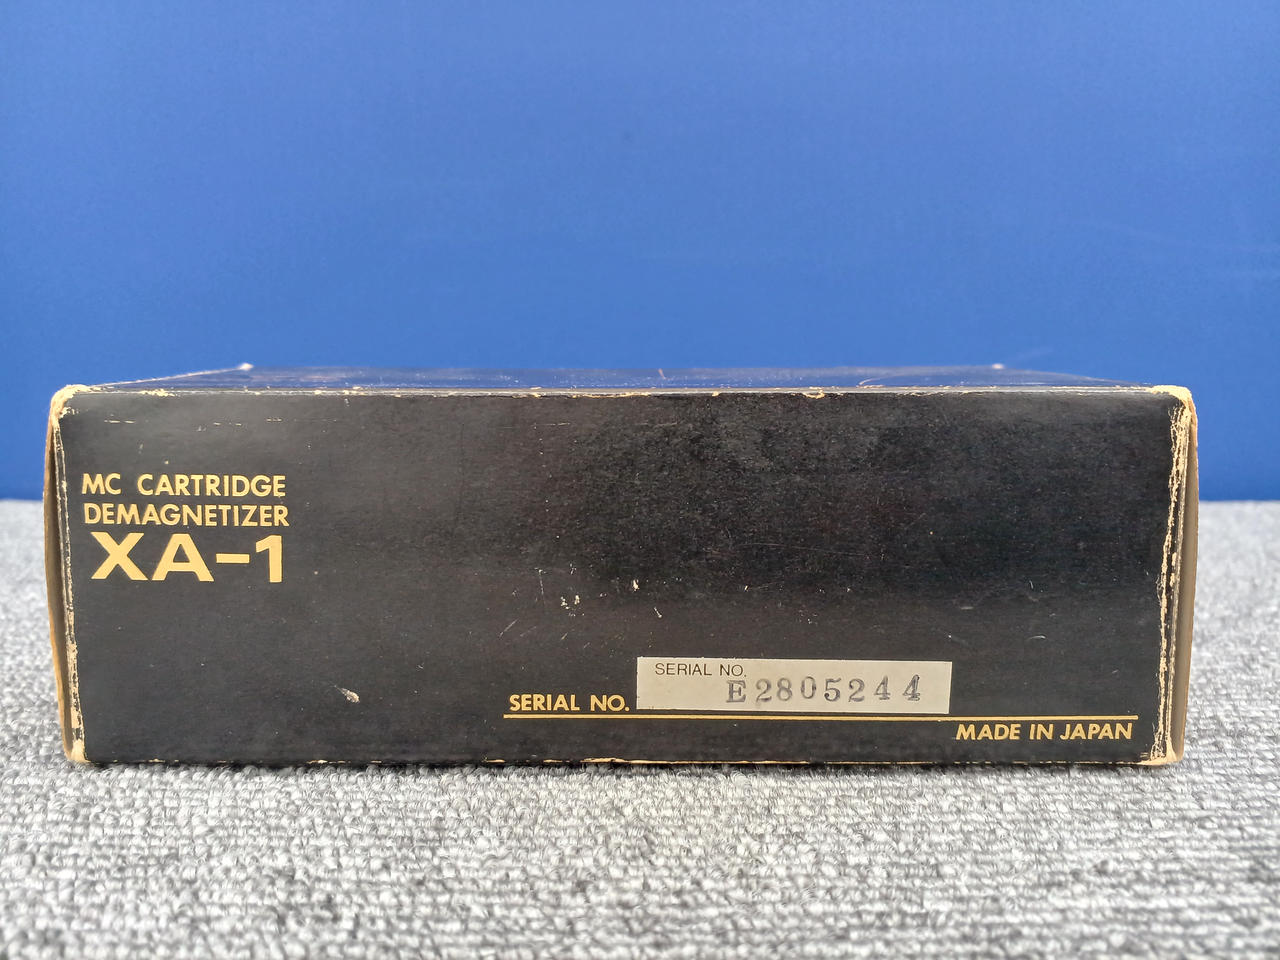 MC CARTRIDGE
DEMAGNETIZER
XA-1
SERIAL NO.
SERIAL NO.
E2805244
MADE IN JAPAN